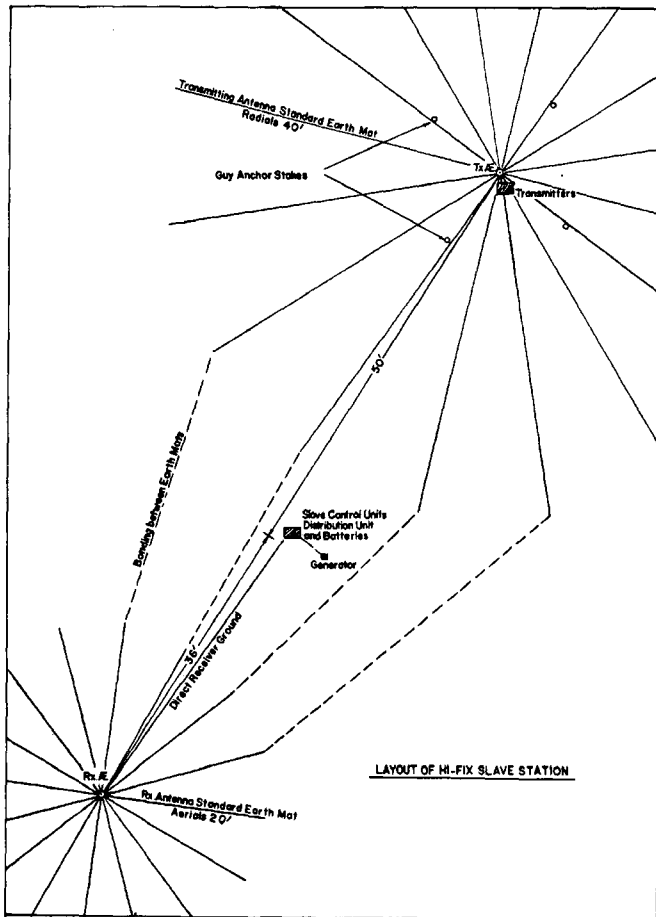 Transmitting Antenna Standard Earth Mat
Radials 40'
Guy Anchor Stakes
Tx Æ
Transmitters
50'
Bonding between Earth Mats
Slave Control Units
Distribution Unit
and Batteries
Generator
36'
Direct Receiver Ground
Rx Æ
Rx Antenna Standard Earth Mat
Aerials 20'
LAYOUT OF HI-FIX SLAVE STATION